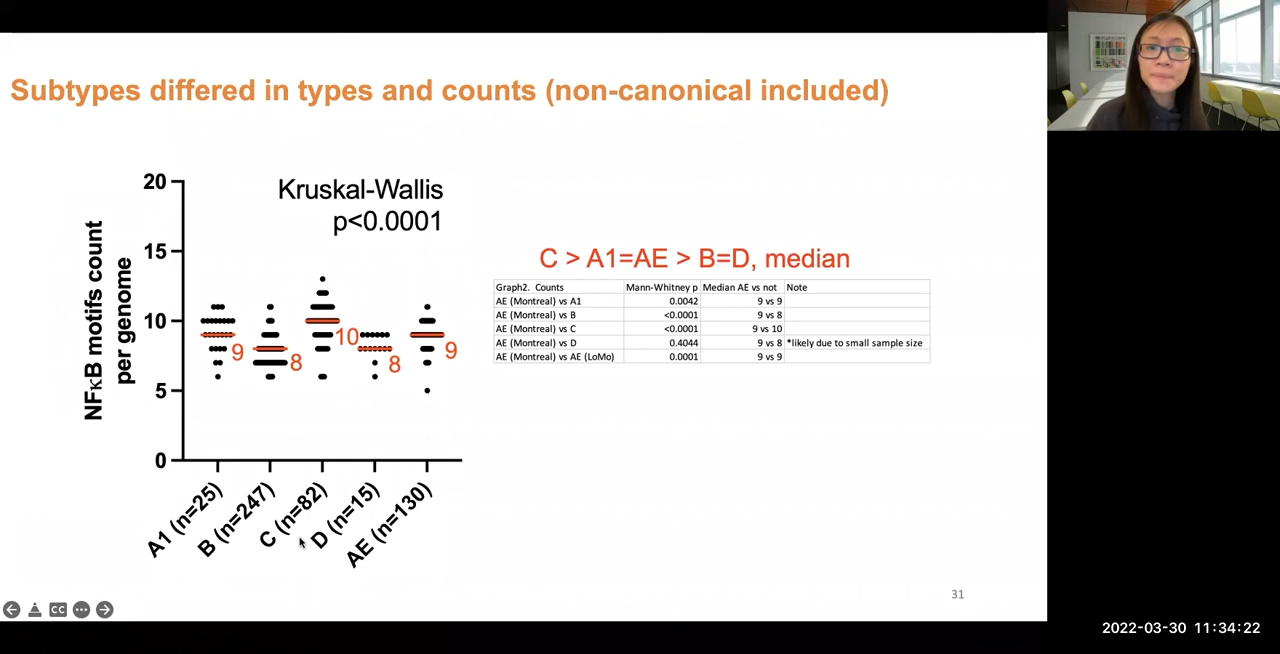 Subtypes differed in types and counts (non-canonical included)
Kruskal-Wallis
p<0.0001
NFκB motifs count
per genome
20
15
10
5
0
9
8
10
8
9
A1 (n=25)
B (n=247)
C (n=82)
D (n=15)
AE (n=130)
C > A1=AE > B=D, median
Graph2. Counts Mann-Whitney p Median AE vs not Note
AE (Montreal) vs A1 0.0042 9 vs 9
AE (Montreal) vs B <0.0001 9 vs 8
AE (Montreal) vs C <0.0001 9 vs 10
AE (Montreal) vs D 0.4044 9 vs 8 *likely due to small sample size
AE (Montreal) vs AE (LoMo) 0.0001 9 vs 9
31
CC
2022-03-30 11:34:22